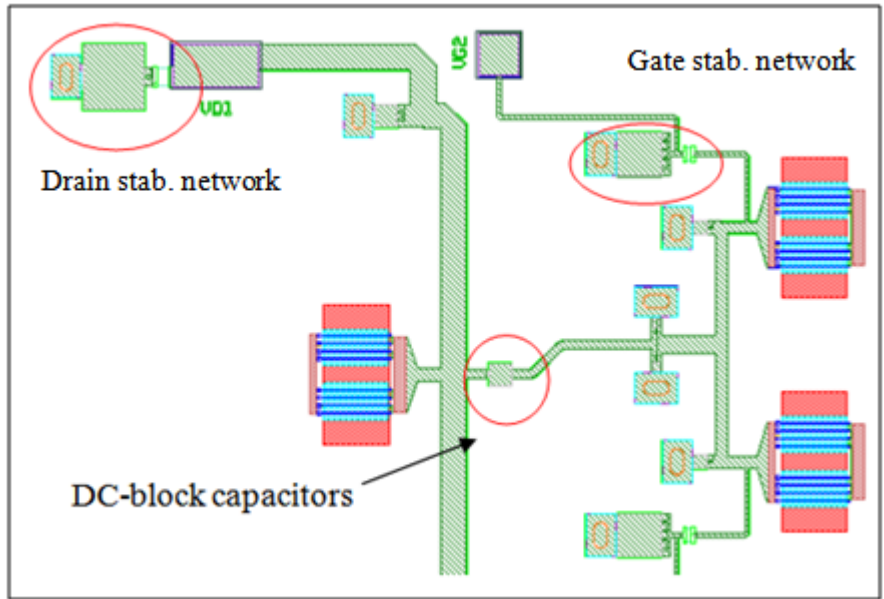 VG2
Gate stab. network
VD1
Drain stab. network
DC-block capacitors